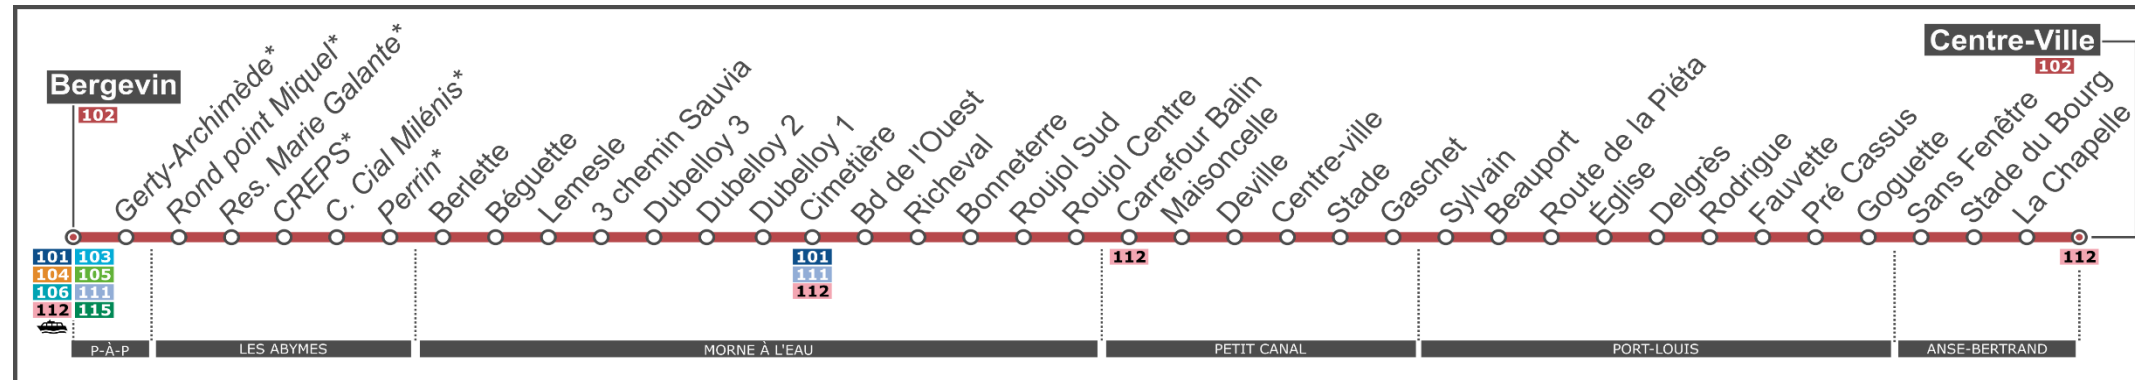 Bergevin
102
Gerty-Archimède*
Rond point Miquel*
Res. Marie Galante*
CREPS*
C. Cial Milénis*
Perrin*
Berlette
Béguette
Lemesle
3 chemin Sauvia
Dubelloy 3
Dubelloy 2
Dubelloy 1
Cimetière
Bd de l'Ouest
Richeval
Bonneterre
Roujol Sud
Roujol Centre
Carrefour Balin
Maisoncelle
Deville
Centre-ville
Stade
Gaschet
Sylvain
Beauport
Route de la Piéta
Église
Delgrès
Rodrigue
Fauvette
Pré Cassus
Goguette
Sans Fenêtre
Stade du Bourg
La Chapelle
Centre-Ville
102
101 103
104 105
106 111
112 115
101
111
112
112
112
P-À-P
LES ABYMES
MORNE À L'EAU
PETIT CANAL
PORT-LOUIS
ANSE-BERTRAND